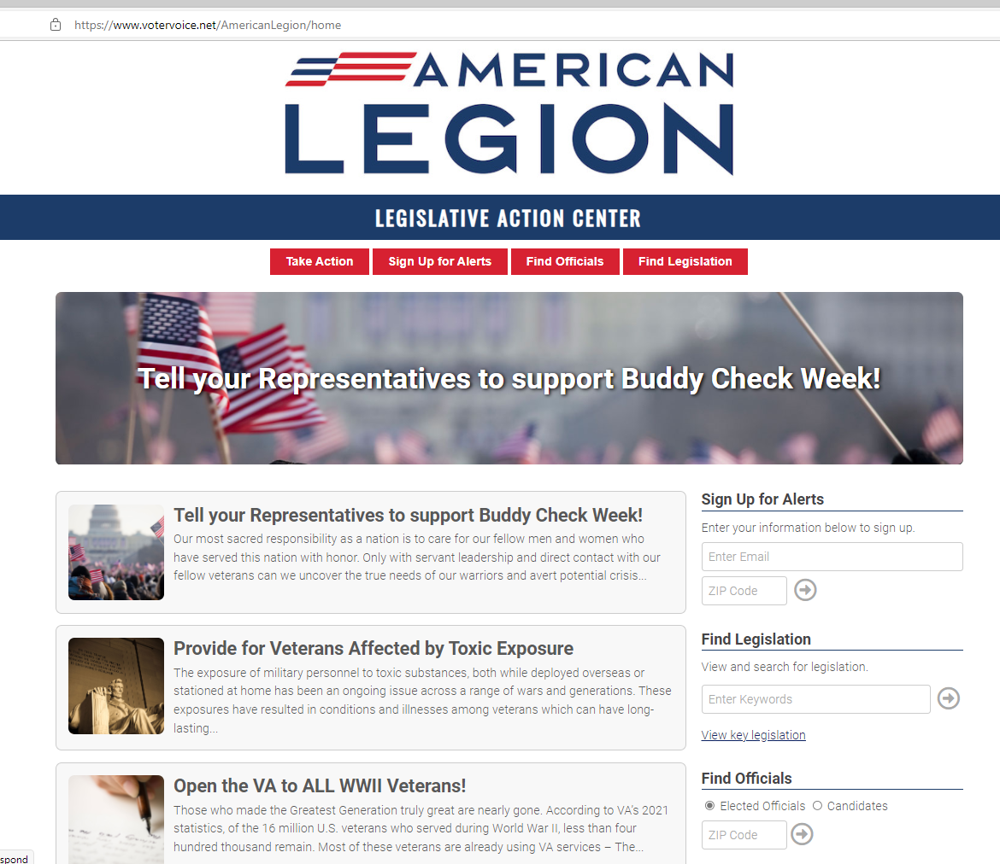 https://www.votervoice.net/AmericanLegion/home
AMERICAN
LEGION
LEGISLATIVE ACTION CENTER
Take Action
Sign Up for Alerts
Find Officials
Find Legislation
Tell your Representatives to support Buddy Check Week!
Tell your Representatives to support Buddy Check Week!
Our most sacred responsibility as a nation is to care for our fellow men and women who
have served this nation with honor. Only with servant leadership and direct contact with our
fellow veterans can we uncover the true needs of our warriors and avert potential crisis...
Provide for Veterans Affected by Toxic Exposure
The exposure of military personnel to toxic substances, both while deployed overseas or
stationed at home has been an ongoing issue across a range of wars and generations. These
exposures have resulted in conditions and illnesses among veterans which can have long-
lasting...
Open the VA to ALL WWII Veterans!
Those who made the Greatest Generation truly great are nearly gone. According to VA's 2021
statistics, of the 16 million U.S. veterans who served during World War II, less than four
hundred thousand remain. Most of these veterans are already using VA services – The...
Sign Up for Alerts
Enter your information below to sign up.
Enter Email
ZIP Code
Find Legislation
View and search for legislation.
Enter Keywords
View key legislation
Find Officials
Elected Officials Candidates
ZIP Code
spond